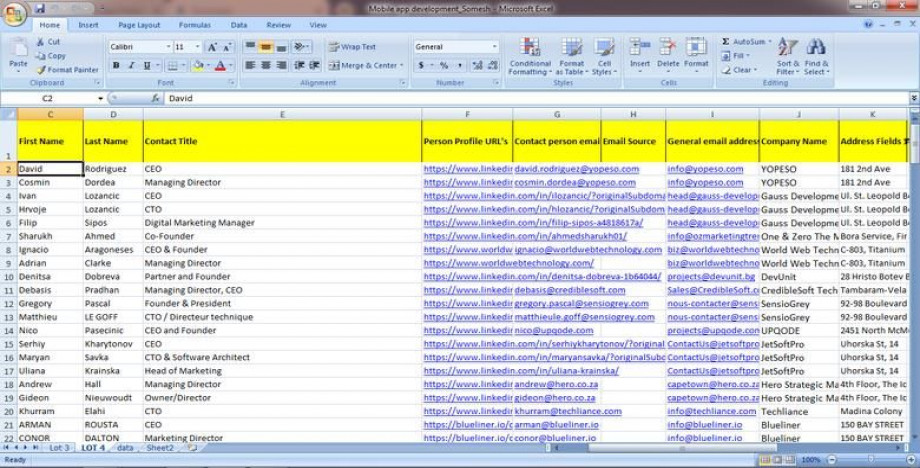 Mobile app development_Somesh - Microsoft Excel
Home Insert Page Layout Formulas Data Review View
Cut
Copy
Format Painter
Paste
Clipboard
Calibri 11
B I U
Font
Wrap Text
Merge & Center
Alignment
General
$ % ,
Number
Conditional Formatting
Format as Table
Cell Styles
Styles
Insert Delete Format
Cells
AutoSum
Fill
Clear
Sort & Filter
Find & Select
Editing
C2 fx David
C D E F G H I J K
1 First Name Last Name Contact Title Person Profile URL's Contact person emai Email Source General email address Company Name Address Fields
2 David Rodriguez CEO https://www.linkedin david.rodriguez@yopeso.com info@yopeso.com YOPESO 181 2nd Ave
3 Cosmin Dordea Managing Director https://www.linkedin cosmin.dordea@yopeso.com info@yopeso.com YOPESO 181 2nd Ave
4 Ivan Lozancic CEO https://www.linkedin.com/in/ilozancic/?originalSubdoma head@gauss-develop Gauss Developme Ul. St. Leopold B
5 Hrvoje Lozancic CTO https://www.linkedin.com/in/hlozancic/?originalSubdom head@gauss-develop Gauss Developme Ul. St. Leopold B
6 Filip Sipos Digital Marketing Manager https://www.linkedin.com/in/filip-sipos-a4818617a/ head@gauss-develop Gauss Developme Ul. St. Leopold B
7 Sharukh Ahmed Co-Founder https://www.linkedin.com/in/ahmedsharukh01/ info@ozmarketingtre One & Zero The M Bora Service, Fir
8 Ignacio Aragoneses CEO & Founder https://www.worldw ignacio@worldwebtechnology.com biz@worldwebtechno World Web Techn C-803, Titanium
9 Adrian Clarke Managing Director https://www.worldwebtechnology.com/ biz@worldwebtechno World Web Techn C-803, Titanium
10 Denitsa Dobreva Partner and Founder https://www.linkedin.com/in/denitsa-dobreva-1b64044/ projects@devunit.bg DevUnit 28 Hristo Botev B
11 Debasis Pradhan Managing Director, CEO https://www.linkedin debasis@crediblesoft.com Sales@CredibleSoft.c CredibleSoft Tech Tambaram-Vela
12 Gregory Pascal Founder & President https://www.linkedin gregory.pascal@sensiogrey.com nous-contacter@sens SensioGrey 92-98 Boulevard
13 Matthieu LE GOFF CTO / Directeur technique https://www.linkedin matthieule.goff@sensiogrey.com nous-contacter@sens SensioGrey 92-98 Boulevard
14 Nico Pasecinic CEO and Founder https://www.linkedin nico@upqode.com projects@upqode.com UPQODE 2451 North McM
15 Serhiy Kharytonov CEO https://www.linkedin.com/in/serhiykharytonov/?original ContactUs@jetsoftpro JetSoftPro Uhorska St, 14
16 Maryan Savka CTO & Software Architect https://www.linkedin.com/in/maryansavka/?originalSubd ContactUs@jetsoftpro JetSoftPro Uhorska St, 14
17 Uliana Krainska Head of Marketing https://www.linkedin.com/in/uliana-krainska/ ContactUs@jetsoftpro JetSoftPro Uhorska St, 14
18 Andrew Hall Managing Director https://www.linkedin andrew@hero.co.za capetown@hero.co.za Hero Strategic Ma 4th Floor, The Ic
19 Gideon Nieuwoudt Owner/Director https://www.linkedin gideon@hero.co.za capetown@hero.co.za Hero Strategic Ma 4th Floor, The Ic
20 Khurram Elahi CTO https://www.linkedin khurram@techliance.com info@techliance.com Techliance Madina Colony
21 ARMAN ROUSTA CEO https://blueliner.io/c arman@blueliner.io info@blueliner.io Blueliner 150 BAY STREET
22 CONOR DALTON Marketing Director https://blueliner.io/c conor@blueliner.io info@blueliner.io Blueliner 150 BAY STREET
Lot 3 LOT 4 data Sheet2
Ready 100%